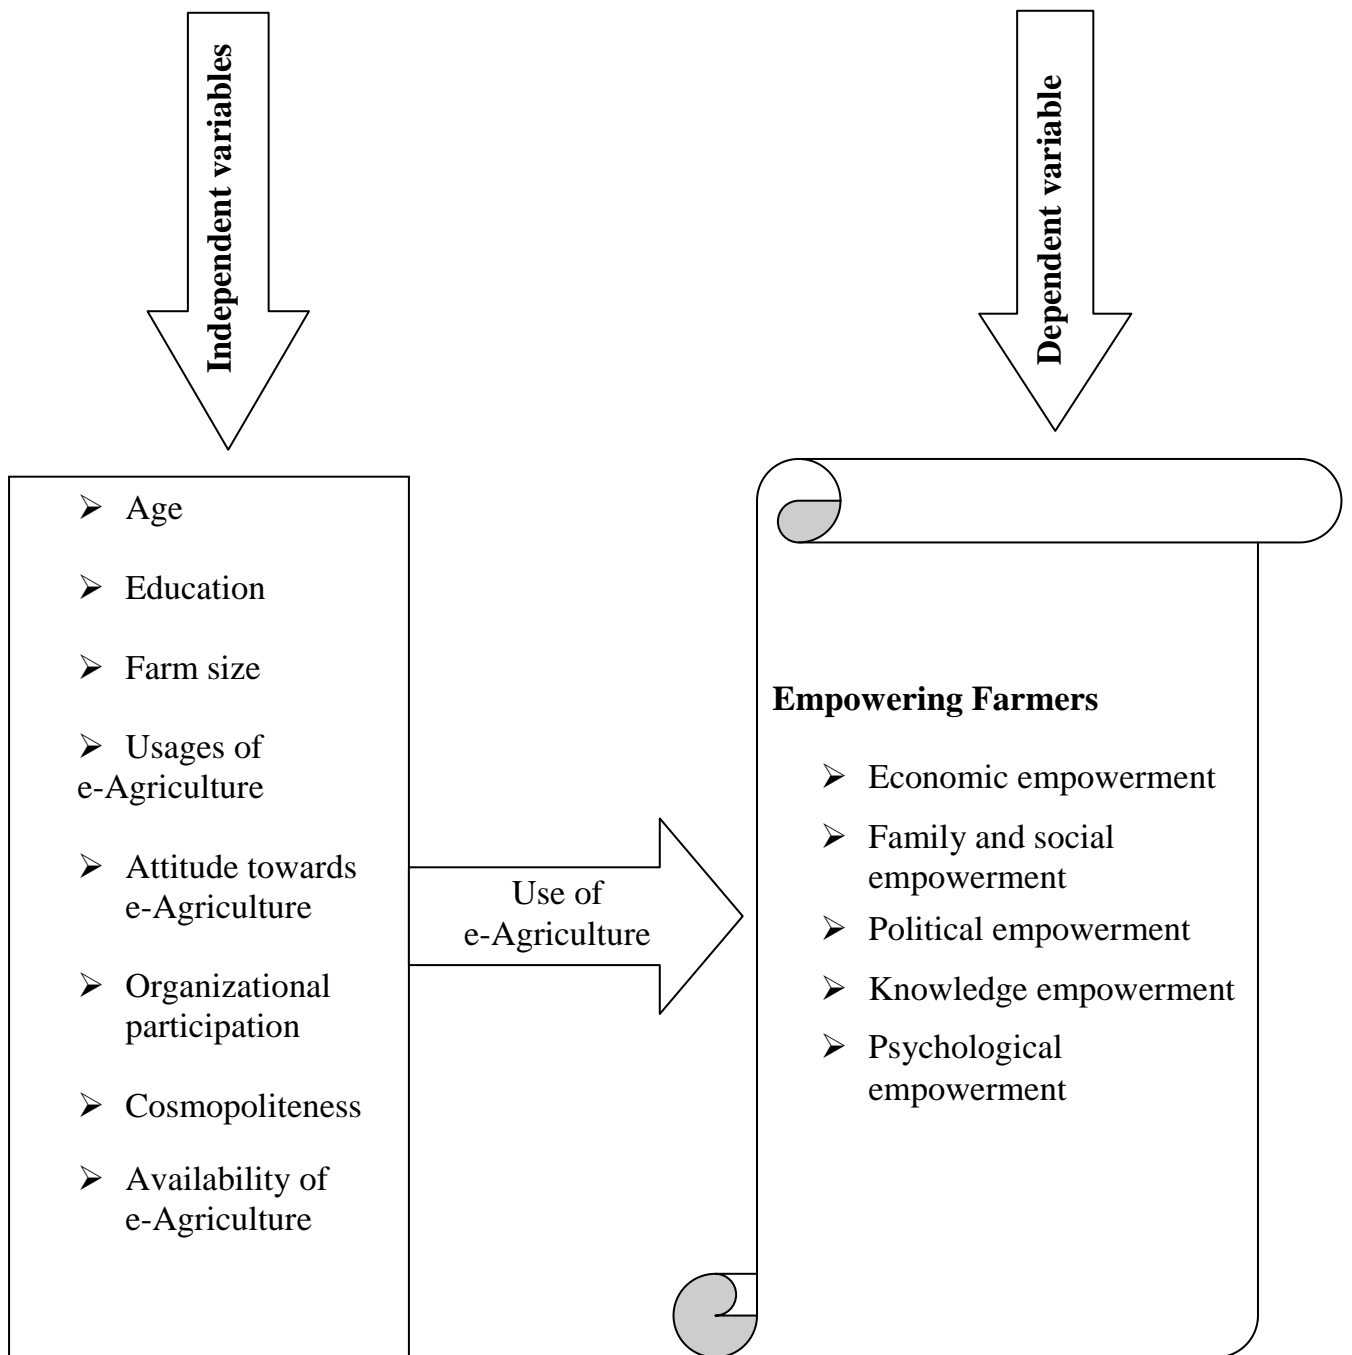 Independent variables
Dependent variable
➢ Age
➢ Education
➢ Farm size
➢ Usages of
e-Agriculture
➢ Attitude towards
e-Agriculture
➢ Organizational
participation
➢ Cosmopoliteness
➢ Availability of
e-Agriculture
Use of
e-Agriculture
Empowering Farmers
➢ Economic empowerment
➢ Family and social
empowerment
➢ Political empowerment
➢ Knowledge empowerment
➢ Psychological
empowerment